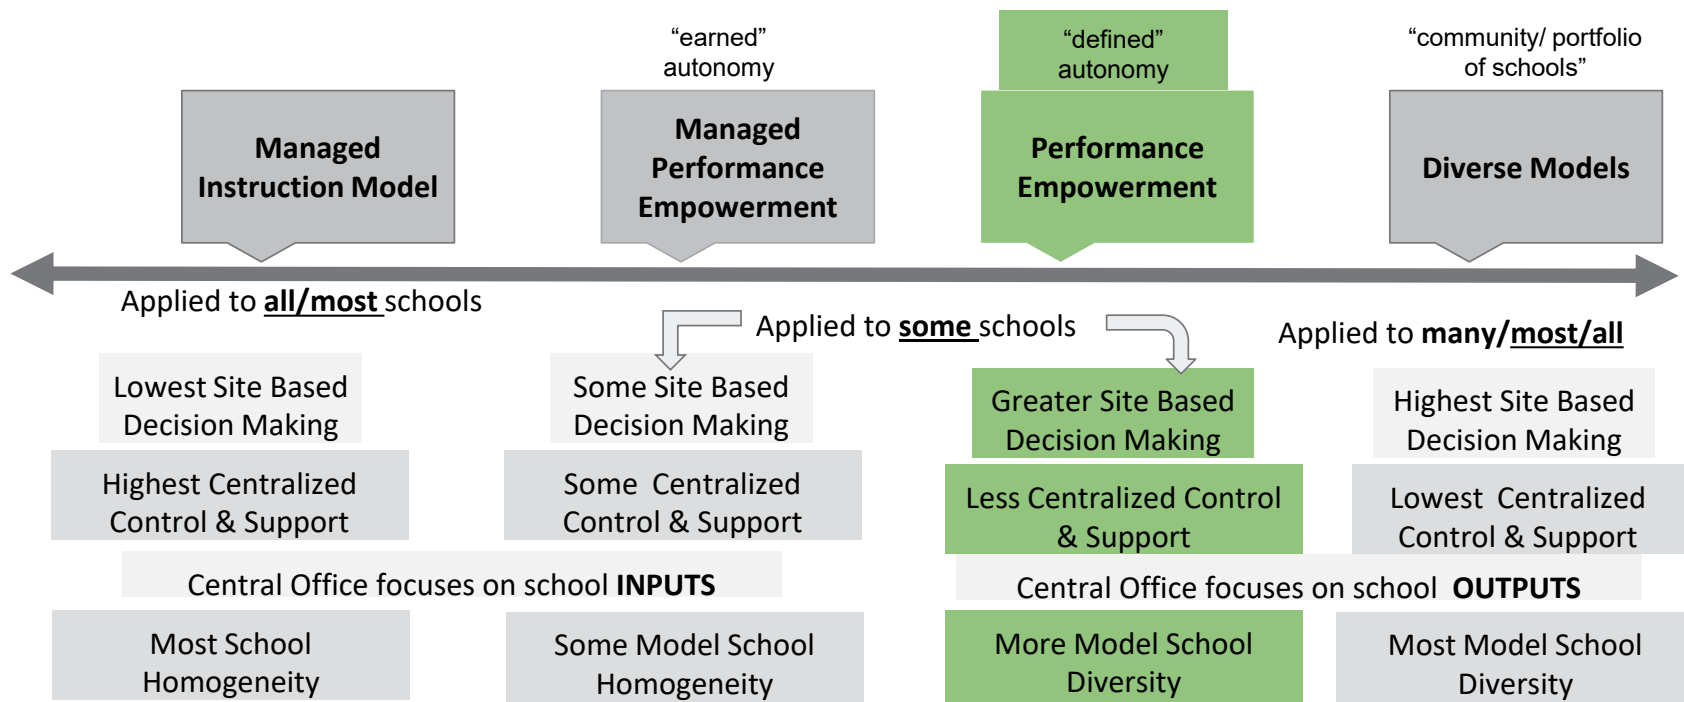 “earned”
autonomy
“defined”
autonomy
“community/ portfolio
of schools”
Managed
Instruction Model
Managed
Performance
Empowerment
Performance
Empowerment
Diverse Models
Applied to all/most schools
Applied to some schools
Applied to many/most/all
Lowest Site Based
Decision Making
Some Site Based
Decision Making
Greater Site Based
Decision Making
Highest Site Based
Decision Making
Highest Centralized
Control & Support
Some Centralized
Control & Support
Less Centralized Control
& Support
Lowest Centralized
Control & Support
Central Office focuses on school INPUTS
Central Office focuses on school OUTPUTS
Most School
Homogeneity
Some Model School
Homogeneity
More Model School
Diversity
Most Model School
Diversity